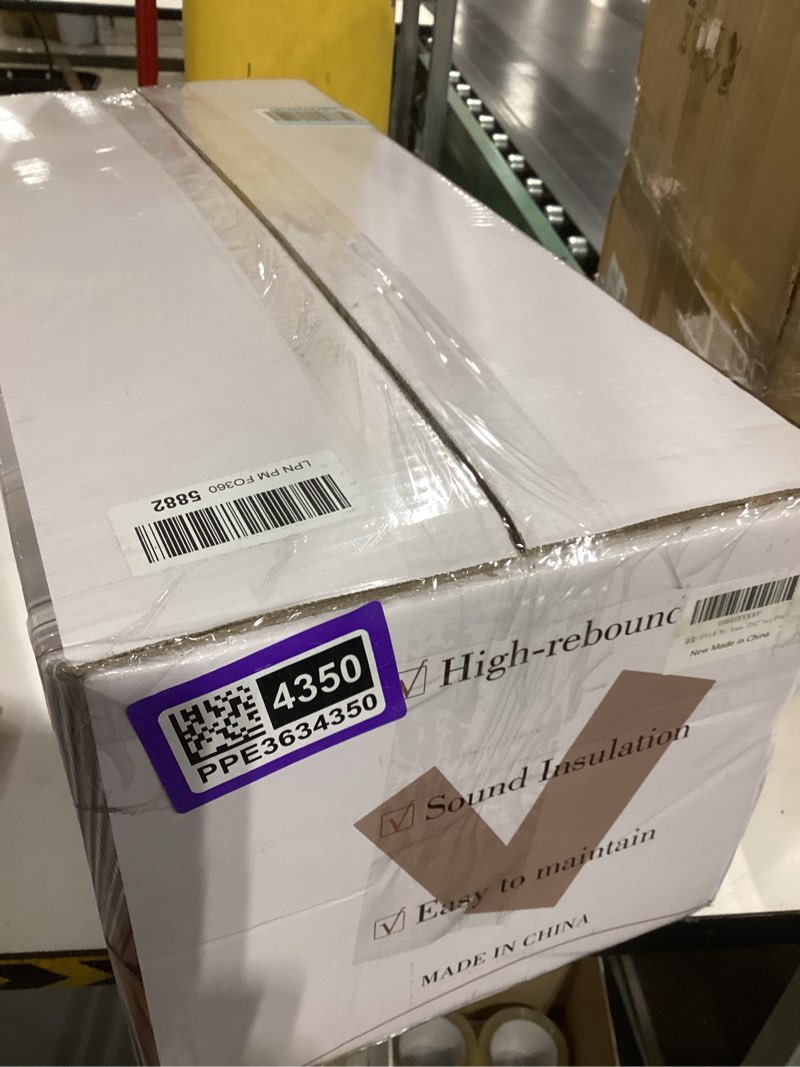 LPN PM FO360 5882
4350
PPE3634350
High-rebound
New Made in China
Sound Insulation
Easy to maintain
MADE IN CHINA